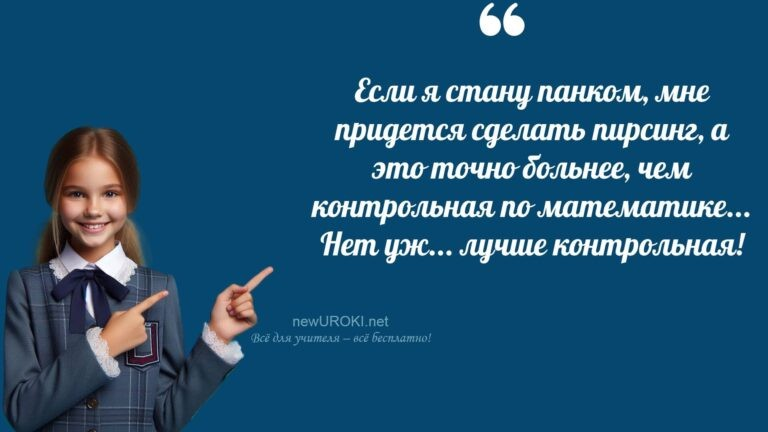 “
Если я стану панком, мне
придется сделать пирсинг, а
это точно больнее, чем
контрольная по математике...
Нет уж... лучше контрольная!
newUROKI.net
Всё для учителя – всё бесплатно!